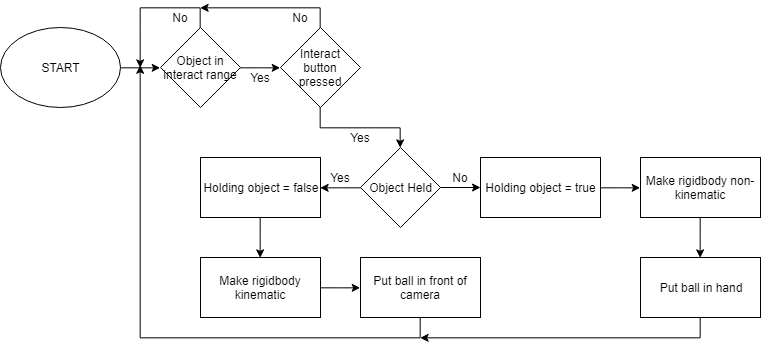 No
No
START
Object in
interact range
Yes
Interact
button
pressed
Yes
Holding object = false
Yes
Object Held
No
Holding object = true
Make rigidbody non-
kinematic
Make rigidbody
kinematic
Put ball in front of
camera
Put ball in hand